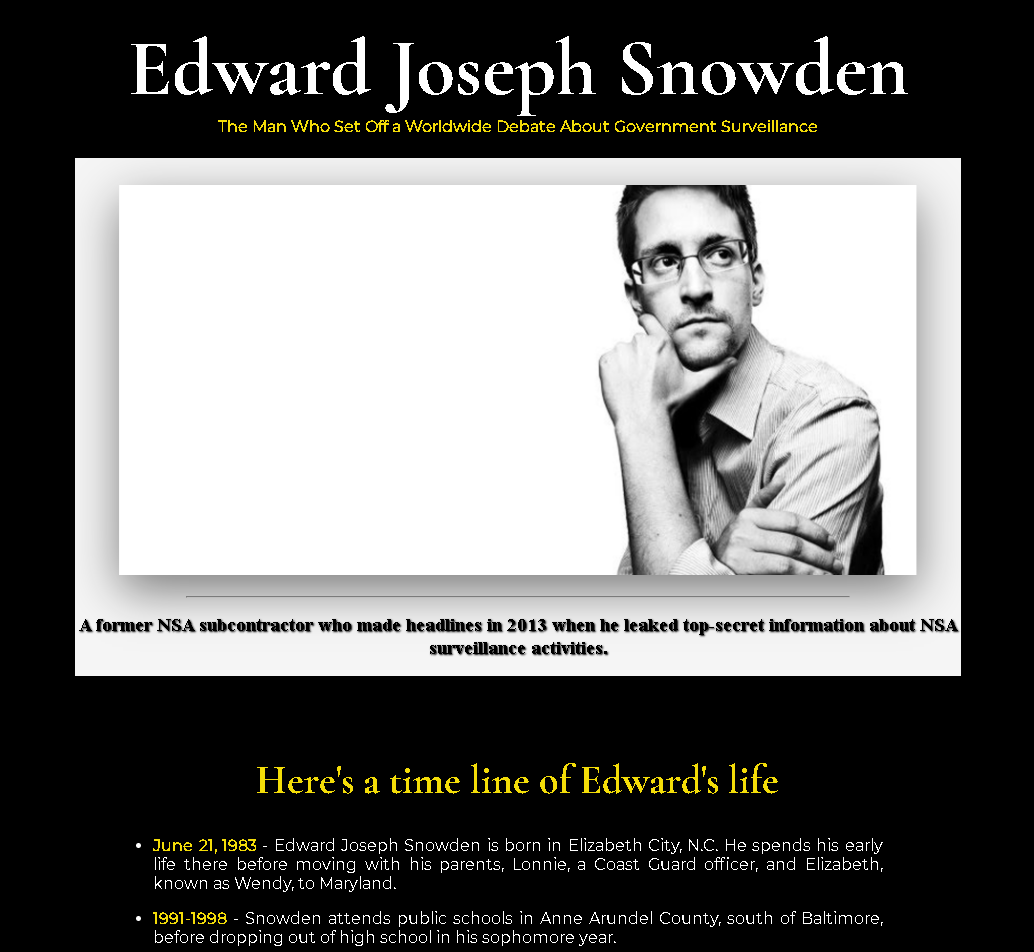 Edward Joseph Snowden
The Man Who Set Off a Worldwide Debate About Government Surveillance
A former NSA subcontractor who made headlines in 2013 when he leaked top-secret information about NSA
surveillance activities.
Here's a time line of Edward's life
• June 21, 1983 - Edward Joseph Snowden is born in Elizabeth City, N.C. He spends his early
life there before moving with his parents, Lonnie, a Coast Guard officer, and Elizabeth,
known as Wendy, to Maryland.
• 1991-1998 - Snowden attends public schools in Anne Arundel County, south of Baltimore,
before dropping out of high school in his sophomore year.